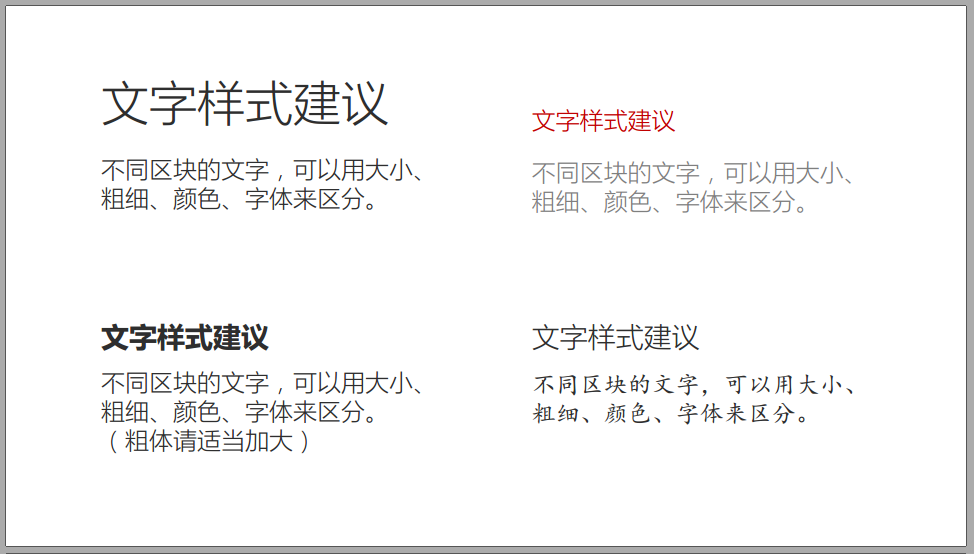 文字样式建议
不同区块的文字，可以用大小、
粗细、颜色、字体来区分。
文字样式建议
不同区块的文字，可以用大小、
粗细、颜色、字体来区分。
文字样式建议
不同区块的文字，可以用大小、
粗细、颜色、字体来区分。
（粗体请适当加大）
文字样式建议
不同区块的文字，可以用大小、
粗细、颜色、字体来区分。